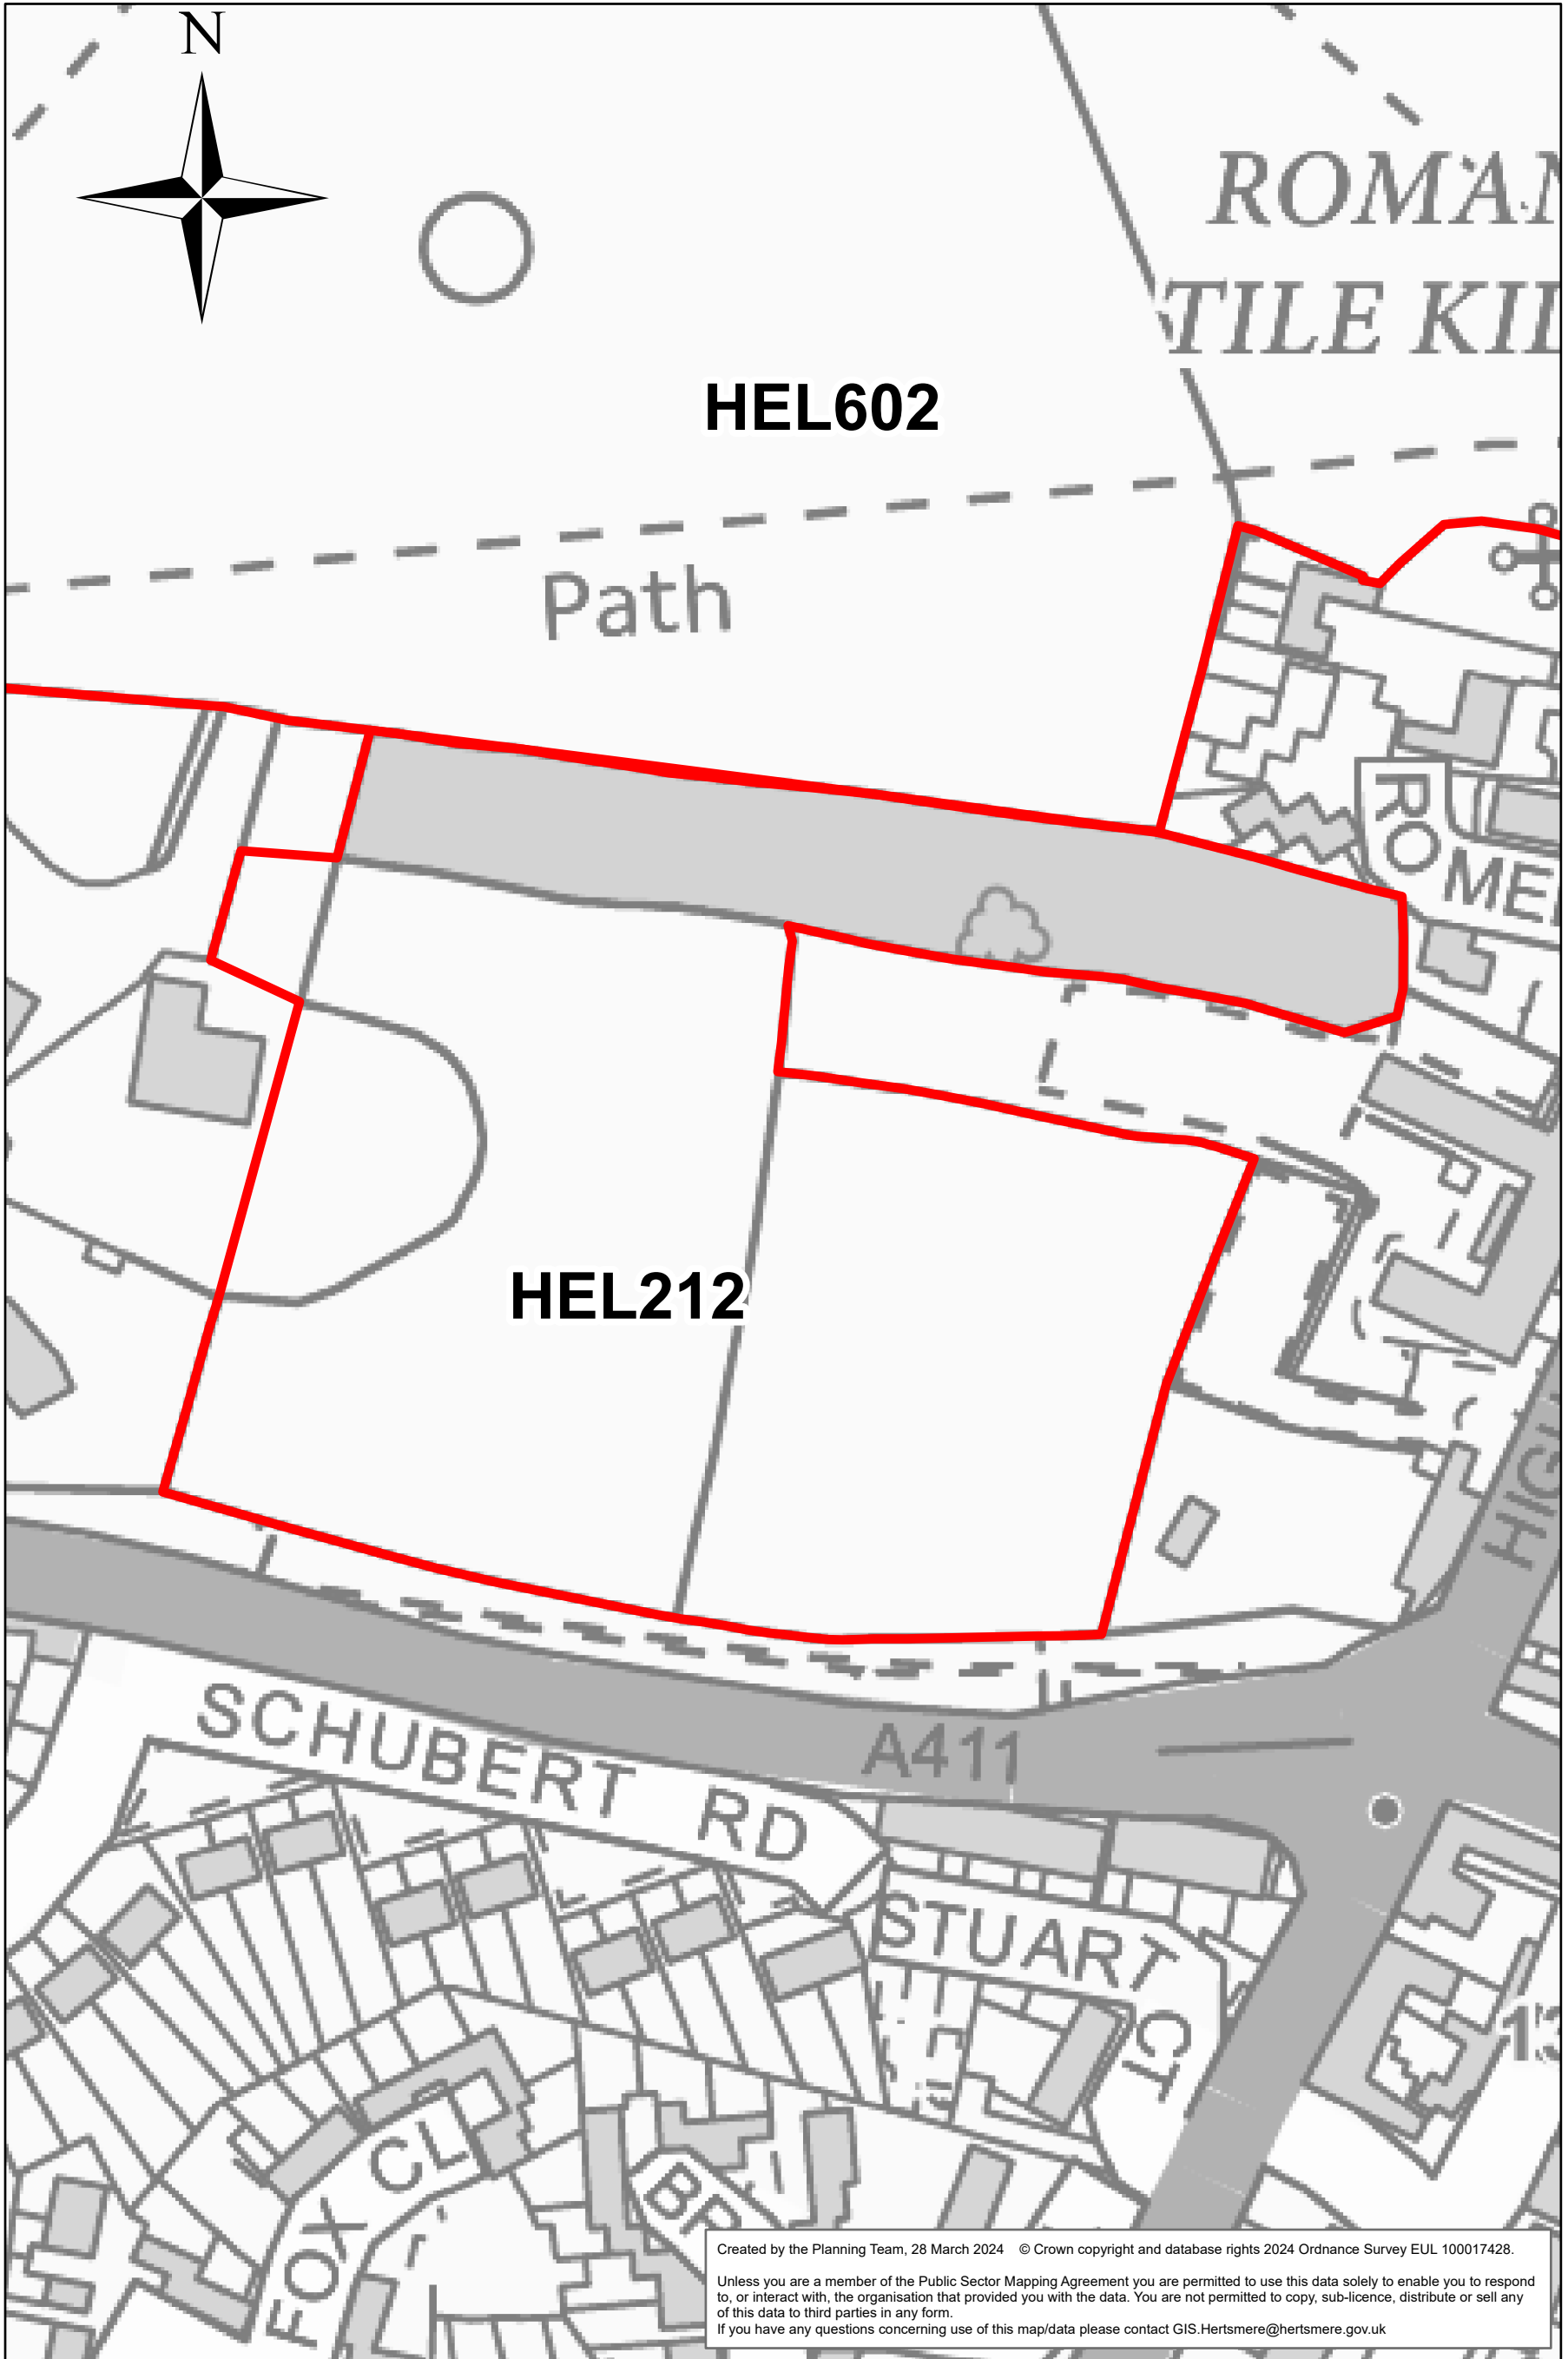 N
ROMAN
TILE KIL
HEL602
Path
ROME
HEL212
HIG
SCHUBERT RD
A411
STUART CT
13
FOX CL
BR
Created by the Planning Team, 28 March 2024 © Crown copyright and database rights 2024 Ordnance Survey EUL 100017428.
Unless you are a member of the Public Sector Mapping Agreement you are permitted to use this data solely to enable you to respond
to, or interact with, the organisation that provided you with the data. You are not permitted to copy, sub-licence, distribute or sell any
of this data to third parties in any form.
If you have any questions concerning use of this map/data please contact GIS.Hertsmere@hertsmere.gov.uk